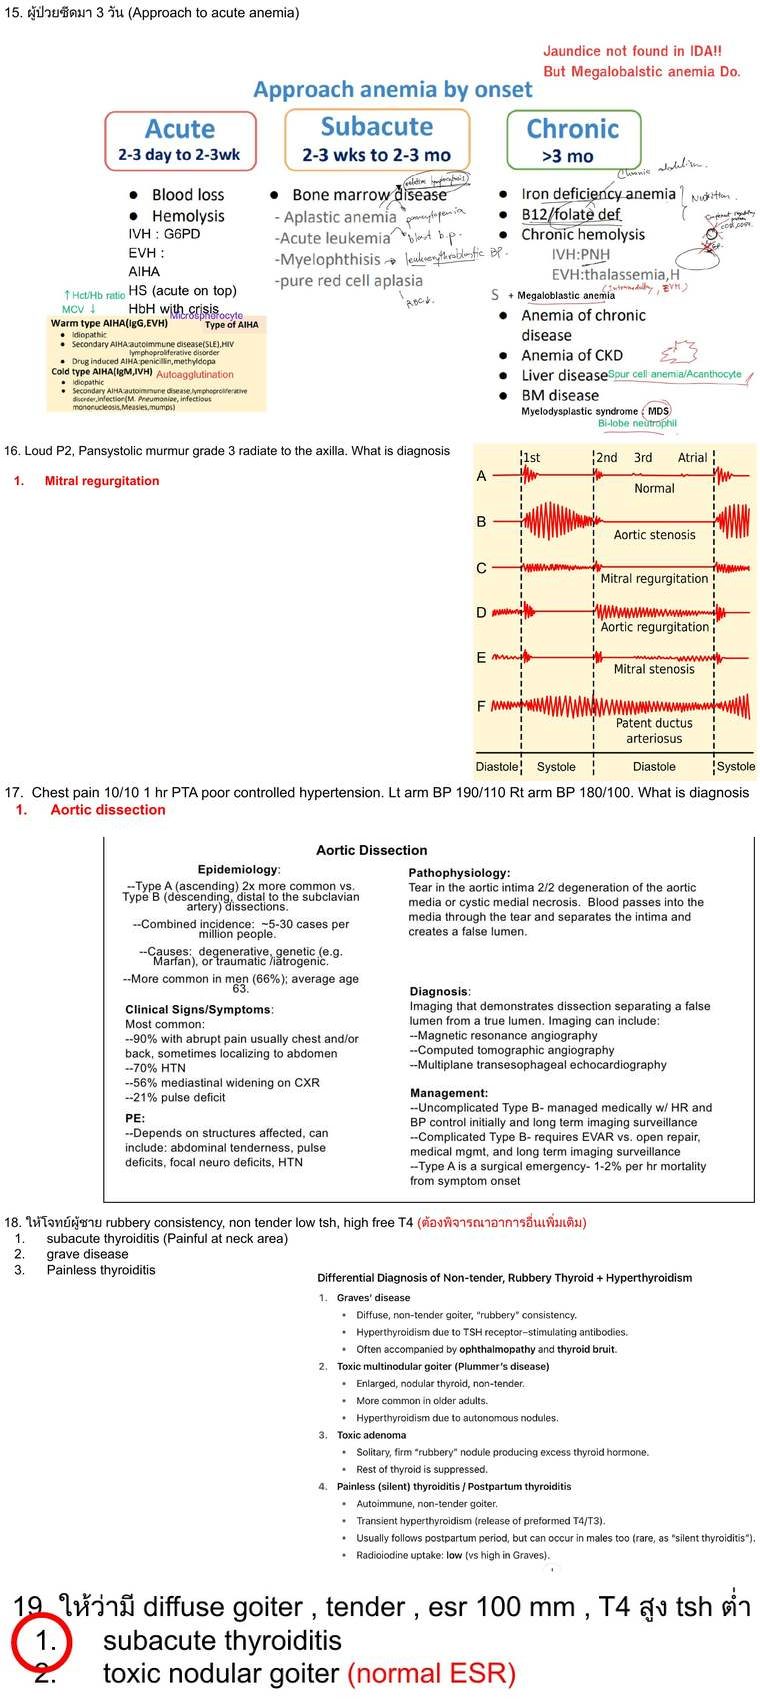 15. ผู้ป่วยซีดมา 3 วัน (Approach to acute anemia)
Jaundice not found in IDA!!
But Megalobalstic anemia Do.
Approach anemia by onset
Acute
2-3 day to 2-3wk
● Blood loss
● Hemolysis
IVH : G6PD
EVH :
AIHA
HS (acute on top)
HbH with crisis
↑Hct/Hb ratio
MCV ↓
Microspherocyte
Warm type AIHA(IgG,EVH)
Type of AIHA
● Idiopathic
● Secondary AIHA:autoimmune disease(SLE),HIV
lymphoproliferative disorder
● Drug induced AIHA:penicillin,methyldopa
Cold type AIHA(IgM,IVH) Autoagglutination
● Idiopathic
● Secondary AIHA:autoimmune disease,lymphoproliferative
disorder,infection(M. Pneumoniae, infectious
mononucleosis,Measles,mumps)
Subacute
2-3 wks to 2-3 mo
● Bone marrow disease
- Aplastic anemia pancytopenia
-Acute leukemia blast b.p.
-Myelophthisis → leukoerythroblastic BP.
-pure red cell aplasia
Chronic
>3 mo
● Iron deficiency anemia
● B12/folate def
Nutrition.
● Chronic hemolysis
IVH:PNH
EVH:thalassemia,H
S + Megaloblastic anemia
● Anemia of chronic
disease
● Anemia of CKD
● Liver disease Spur cell anemia/Acanthocyte
● BM disease
Myelodysplastic syndrome : MDS
Bi-lobe neutrophil
16. Loud P2, Pansystolic murmur grade 3 radiate to the axilla. What is diagnosis
1. Mitral regurgitation
1st 2nd 3rd Atrial
A
Normal
B
Aortic stenosis
C
Mitral regurgitation
D
Aortic regurgitation
E
Mitral stenosis
F
Patent ductus
arteriosus
Diastole Systole Diastole Systole
17. Chest pain 10/10 1 hr PTA poor controlled hypertension. Lt arm BP 190/110 Rt arm BP 180/100. What is diagnosis
1. Aortic dissection
Aortic Dissection
Epidemiology:
--Type A (ascending) 2x more common vs.
Type B (descending, distal to the subclavian
artery) dissections.
--Combined incidence: ~5-30 cases per
million people.
--Causes: degenerative, genetic (e.g.
Marfan), or traumatic /iatrogenic.
--More common in men (66%); average age
63.
Clinical Signs/Symptoms:
Most common:
--90% with abrupt pain usually chest and/or
back, sometimes localizing to abdomen
--70% HTN
--56% mediastinal widening on CXR
--21% pulse deficit
PE:
--Depends on structures affected, can
include: abdominal tenderness, pulse
deficits, focal neuro deficits, HTN
Pathophysiology:
Tear in the aortic intima 2/2 degeneration of the aortic
media or cystic medial necrosis. Blood passes into the
media through the tear and separates the intima and
creates a false lumen.
Diagnosis:
Imaging that demonstrates dissection separating a false
lumen from a true lumen. Imaging can include:
--Magnetic resonance angiography
--Computed tomographic angiography
--Multiplane transesophageal echocardiography
Management:
--Uncomplicated Type B- managed medically w/ HR and
BP control initially and long term imaging surveillance
--Complicated Type B- requires EVAR vs. open repair,
medical mgmt, and long term imaging surveillance
--Type A is a surgical emergency- 1-2% per hr mortality
from symptom onset
18. ให้โจทย์ผู้ชาย rubbery consistency, non tender low tsh, high free T4 (ต้องพิจารณาอาการอื่นเพิ่มเติม)
1. subacute thyroiditis (Painful at neck area)
2. grave disease
3. Painless thyroiditis
Differential Diagnosis of Non-tender, Rubbery Thyroid + Hyperthyroidism
1. Graves' disease
• Diffuse, non-tender goiter, "rubbery" consistency.
• Hyperthyroidism due to TSH receptor–stimulating antibodies.
• Often accompanied by ophthalmopathy and thyroid bruit.
2. Toxic multinodular goiter (Plummer's disease)
• Enlarged, nodular thyroid, non-tender.
• More common in older adults.
• Hyperthyroidism due to autonomous nodules.
3. Toxic adenoma
• Solitary, firm "rubbery" nodule producing excess thyroid hormone.
• Rest of thyroid is suppressed.
4. Painless (silent) thyroiditis / Postpartum thyroiditis
• Autoimmune, non-tender goiter.
• Transient hyperthyroidism (release of preformed T4/T3).
• Usually follows postpartum period, but can occur in males too (rare, as "silent thyroiditis").
• Radioiodine uptake: low (vs high in Graves).
19. ให้ว่ามี diffuse goiter , tender , esr 100 mm , T4 สูง tsh ต่ำ
1. subacute thyroiditis
2. toxic nodular goiter (normal ESR)